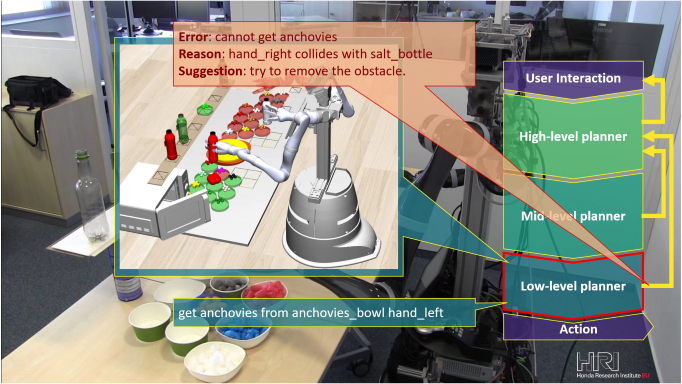 Error: cannot get anchovies
Reason: hand_right collides with salt_bottle
Suggestion: try to remove the obstacle.
User Interaction
High-level planner
Mid-level planner
Low-level planner
get anchovies from anchovies_bowl hand_left
Action
HRI
Honda Research Institute EU